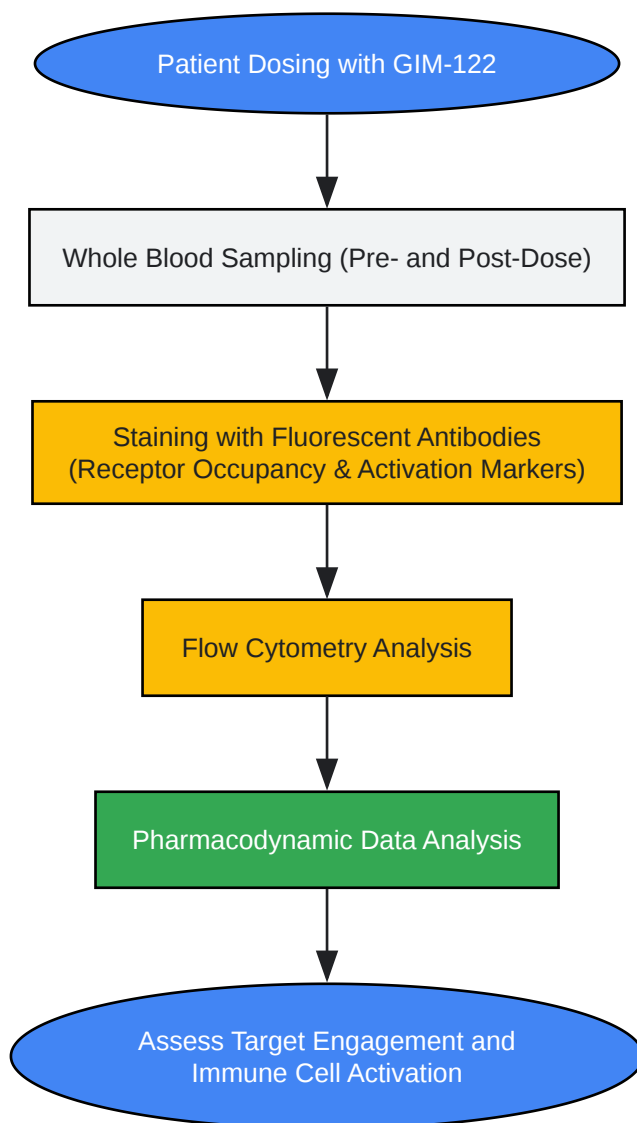 Patient Dosing with GIM-122
Whole Blood Sampling (Pre- and Post-Dose)
Staining with Fluorescent Antibodies
(Receptor Occupancy & Activation Markers)
Flow Cytometry Analysis
Pharmacodynamic Data Analysis
Assess Target Engagement and
Immune Cell Activation